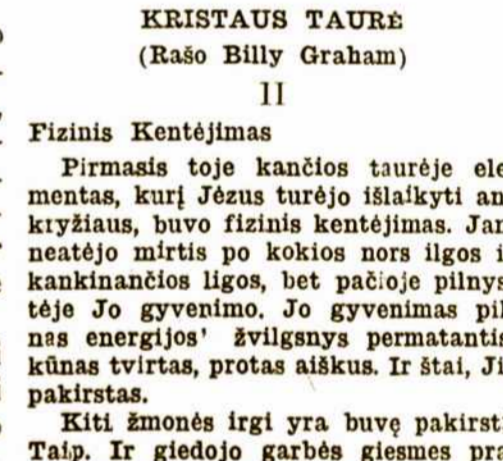 KRISTAUS TAURĖ
(Rašo Billy Graham)
II
Fizinis Kentėjimas
Pirmasis toje kančios taurėje ele
mentas, kurį Jėzus turėjo išlaikyti an
kryžiaus, buvo fizinis kentėjimas. Jam
neatėjo mirtis po kokios nors ilgos i
kankinančios ligos, bet pačioje pilnys
tėje Jo gyvenimo. Jo gyvenimas pil
nas energijos' žvilgsnys permatantis
kūnas tvirtas, protas aiškus. Ir štai, Ji
pakirstas.
Kiti žmonės irgi yra buvę pakirsti
Taip. Ir giedojo garbės giesmes pra